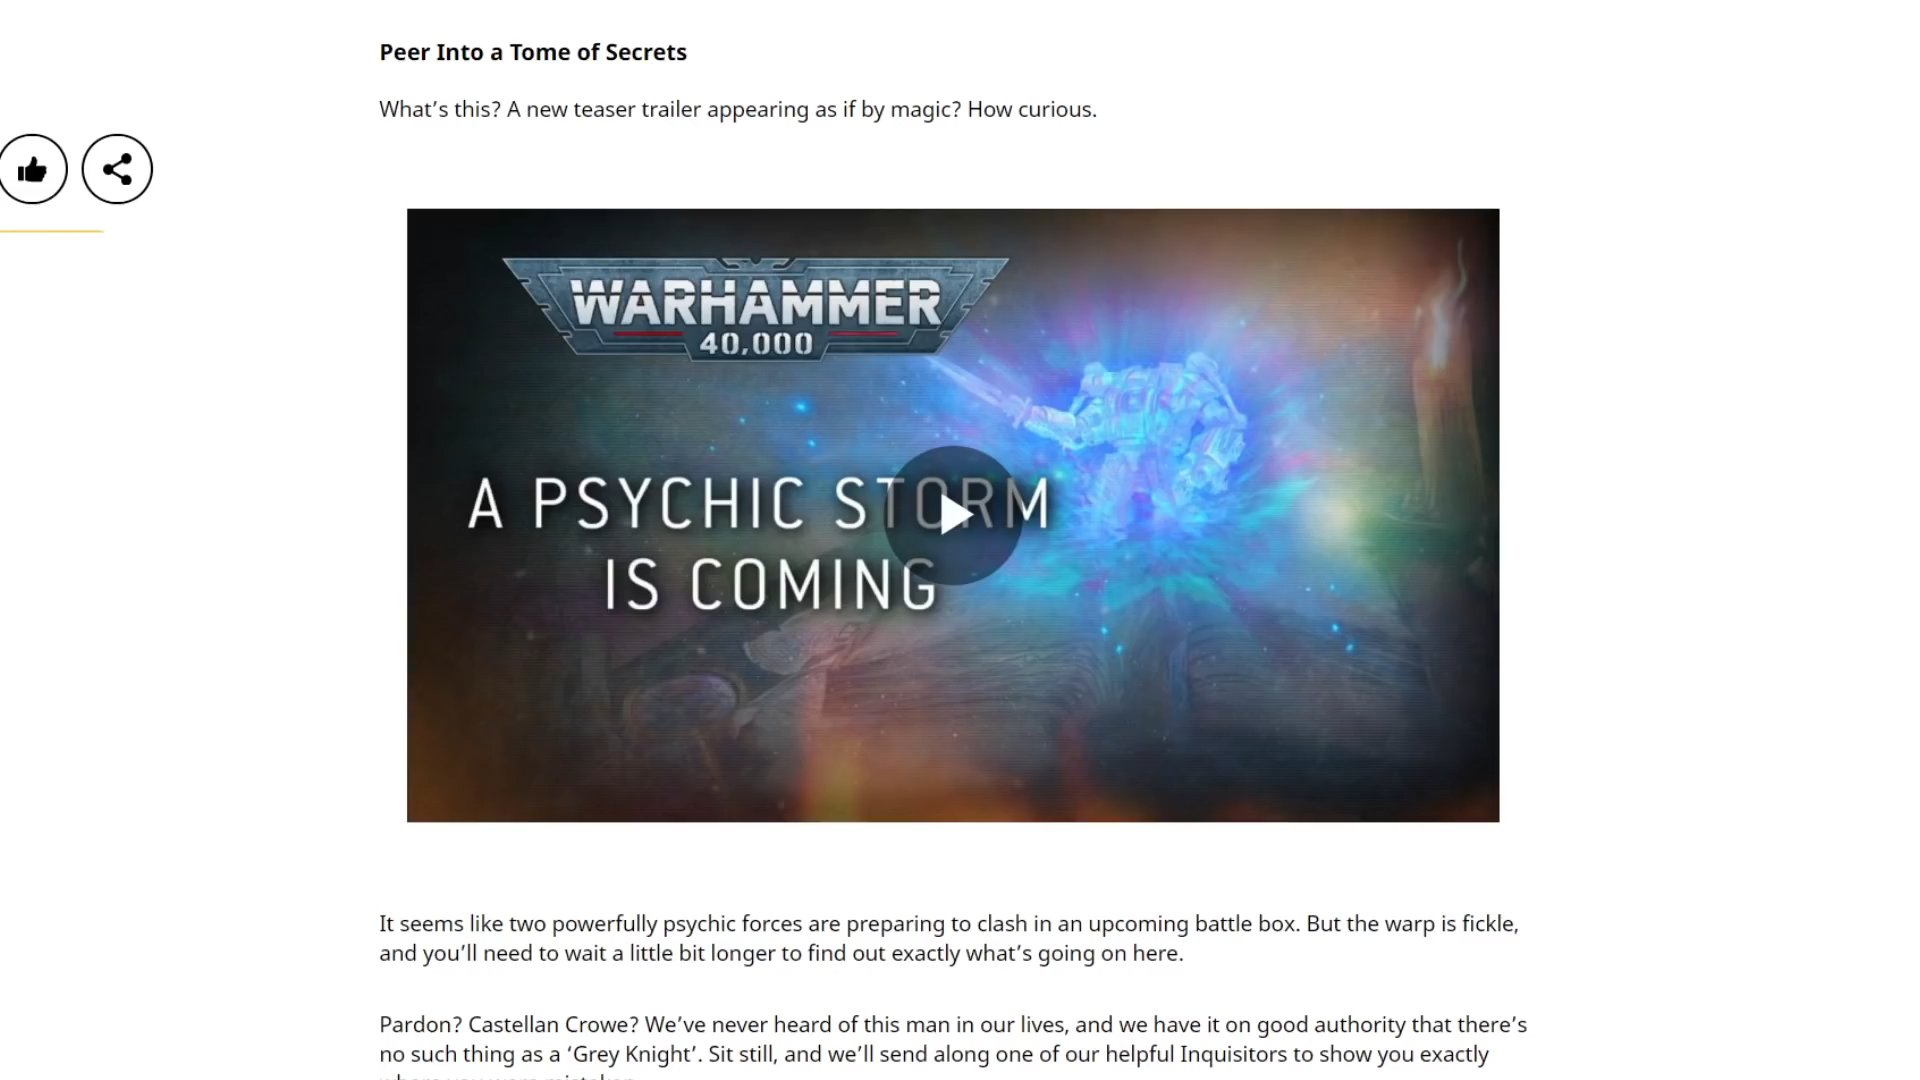 Peer Into a Tome of Secrets
What’s this? A new teaser trailer appearing as if by magic? How curious.
WARHAMMER
40,000
A PSYCHIC STORM
IS COMING
It seems like two powerfully psychic forces are preparing to clash in an upcoming battle box. But the warp is fickle,
and you’ll need to wait a little bit longer to find out exactly what’s going on here.
Pardon? Castellan Crowe? We’ve never heard of this man in our lives, and we have it on good authority that there’s
no such thing as a ‘Grey Knight’. Sit still, and we’ll send along one of our helpful Inquisitors to show you exactly